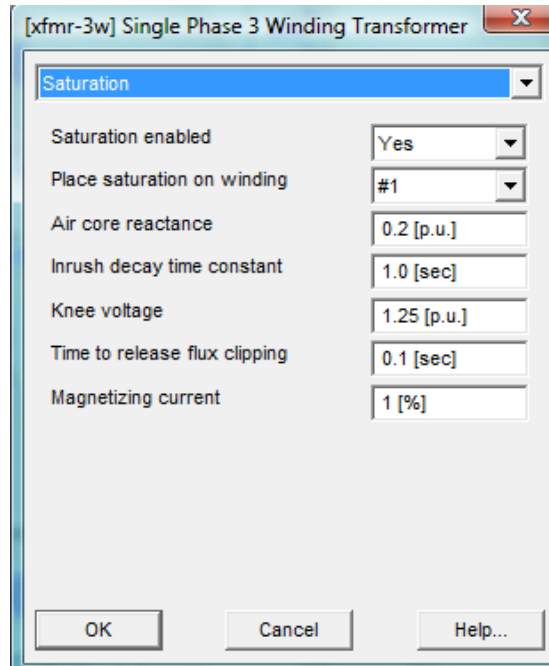 [xfmr-3w] Single Phase 3 Winding Transformer
X
Saturation
Saturation enabled Yes
Place saturation on winding #1
Air core reactance 0.2 [p.u.]
Inrush decay time constant 1.0 [sec]
Knee voltage 1.25 [p.u.]
Time to release flux clipping 0.1 [sec]
Magnetizing current 1 [%]
OK Cancel Help...